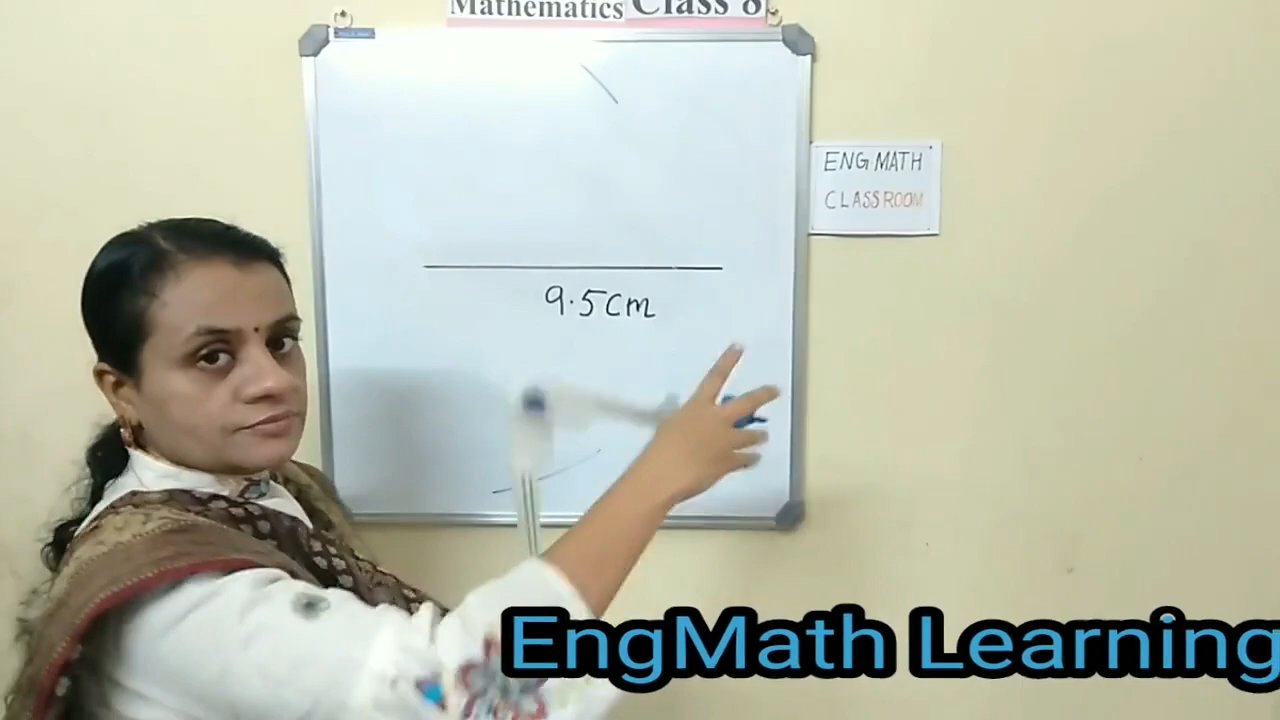 Mathematics Class 8
ENG MATH
CLASSROOM
9.5cm
EngMath Learning